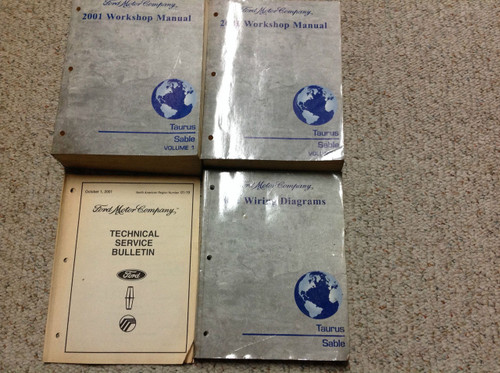 Ford Motor Company,
2001 Workshop Manual
Taurus
Sable
VOLUME 1
Ford Motor Company,
2001 Workshop Manual
Taurus
Sable
October 1, 2001
Ford Motor Company,
TECHNICAL
SERVICE
BULLETIN
Ford
Ford Motor Company,
Wiring Diagrams
Taurus
Sable